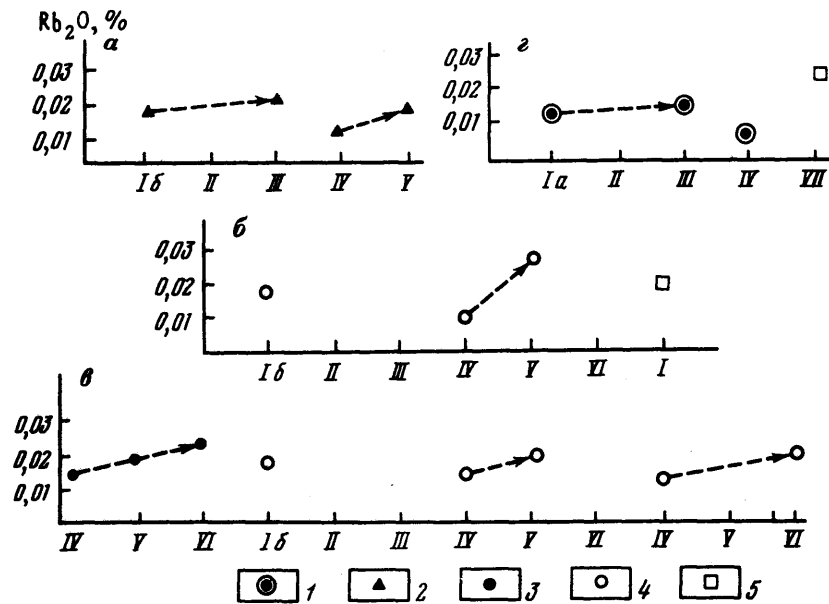 Rb₂O, %
а
0,03
0,02
0,01
Iб II III IV V
г
0,03
0,02
0,01
Iа II III IV VII
б
0,03
0,02
0,01
Iб II III IV V VI I
в
0,03
0,02
0,01
IV V VI Iб II III IV V VI IV V VI
1 2 3 4 5